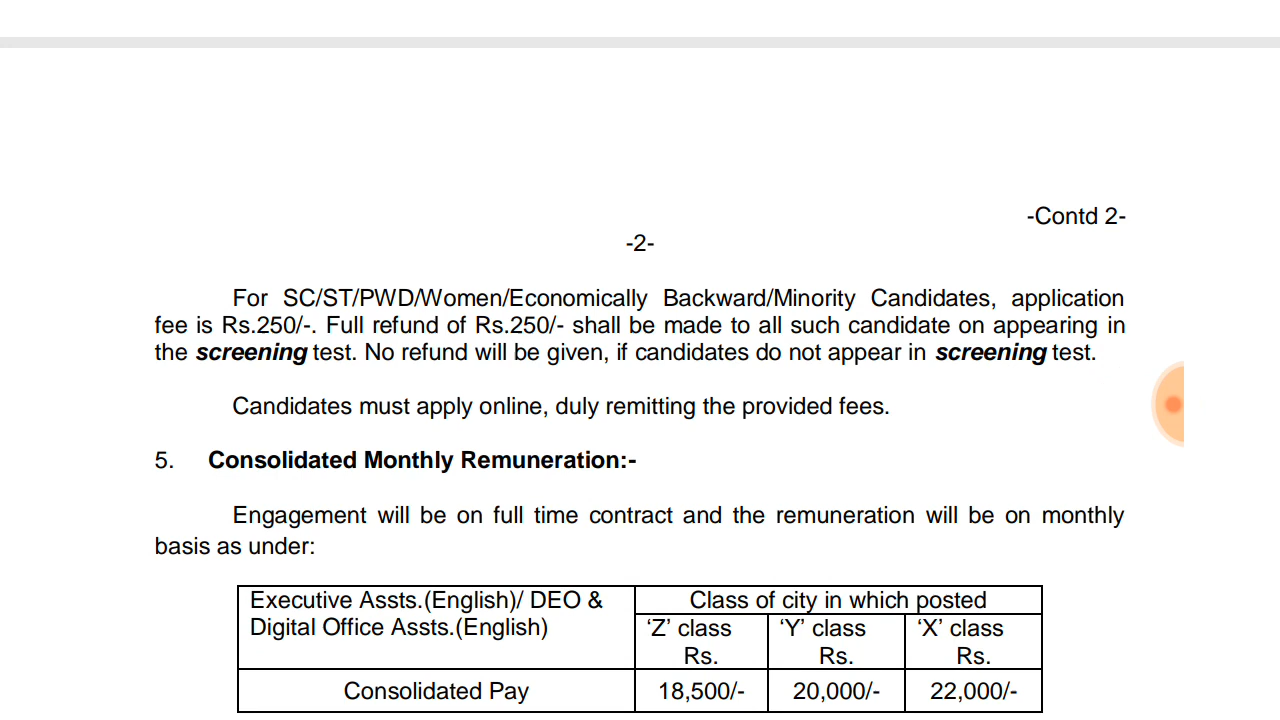 -Contd 2-
-2-
For SC/ST/PWD/Women/Economically Backward/Minority Candidates, application
fee is Rs.250/-. Full refund of Rs.250/- shall be made to all such candidate on appearing in
the screening test. No refund will be given, if candidates do not appear in screening test.
Candidates must apply online, duly remitting the provided fees.
5. Consolidated Monthly Remuneration:-
Engagement will be on full time contract and the remuneration will be on monthly
basis as under:
Executive Assts.(English)/ DEO & Class of city in which posted
Digital Office Assts.(English) ‘Z’ class ‘Y’ class ‘X’ class
Rs. Rs. Rs.
Consolidated Pay 18,500/- 20,000/- 22,000/-